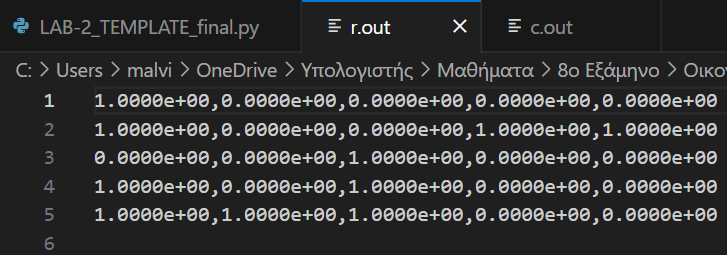 LAB-2_TEMPLATE_final.py r.out × c.out
C: > Users > malvi > OneDrive > Υπολογιστής > Μαθήματα > 8ο Εξάμηνο > Οικον
1 1.0000e+00,0.0000e+00,0.0000e+00,0.0000e+00,0.0000e+00
2 1.0000e+00,0.0000e+00,0.0000e+00,1.0000e+00,1.0000e+00
3 0.0000e+00,0.0000e+00,1.0000e+00,0.0000e+00,0.0000e+00
4 1.0000e+00,0.0000e+00,1.0000e+00,0.0000e+00,0.0000e+00
5 1.0000e+00,1.0000e+00,1.0000e+00,0.0000e+00,0.0000e+00
6